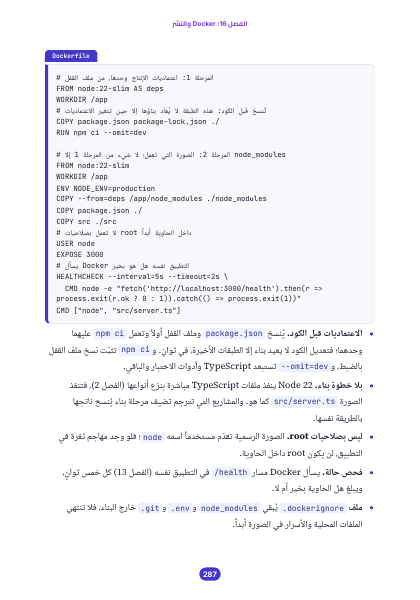 الفصل 16: Docker والنشر
Dockerfile
# المرحلة 1: اعتماديات الإنتاج وحدها، من ملف القفل
FROM node:22-slim AS deps
WORKDIR /app
# تُنسخ قبل الكود: هذه الطبقة لا يُعاد بناؤها إلا حين تتغير الاعتماديات
COPY package.json package-lock.json ./
RUN npm ci --omit=dev
# المرحلة 2: الصورة التي تعمل؛ لا شيء من المرحلة 1 إلا node_modules
FROM node:22-slim
WORKDIR /app
ENV NODE_ENV=production
COPY --from=deps /app/node_modules ./node_modules
COPY package.json ./
COPY src ./src
# داخل الحاوية أبداً root لا تعمل بصلاحيات
USER node
EXPOSE 3000
# التطبيق نفسه هل هو بخير Docker يسأل
HEALTHCHECK --interval=5s --timeout=2s \
CMD node -e "fetch('http://localhost:3000/health').then(r =>
process.exit(r.ok ? 0 : 1)).catch(() => process.exit(1))"
CMD ["node", "src/server.ts"]
• الاعتماديات قبل الكود. يُنسخ package.json وملف القفل أولاً وتعمل npm ci عليهما
وحدهما؛ فتعديل الكود لا يعيد بناء إلا الطبقات الأخيرة، في ثوانٍ. و npm ci تثبّت نسخ ملف القفل
بالضبط، و --omit=dev تستبعد TypeScript وأدوات الاختبار والباقي.
• بلا خطوة بناء. Node 22 ينفذ ملفات TypeScript مباشرة بنزع أنواعها (الفصل 2)، فتنفذ
الصورة src/server.ts كما هو. والمشاريع التي تترجم تضيف مرحلة بناء يُنسخ ناتجها
بالطريقة نفسها.
• ليس بصلاحيات root. الصورة الرسمية تقدّم مستخدماً اسمه node؛ فلو وجد مهاجم ثغرة في
التطبيق، لن يكون root داخل الحاوية.
• فحص حالة. يسأل Docker مسار /health في التطبيق نفسه (الفصل 13) كل خمس ثوانٍ،
ويبلغ هل الحاوية بخير أم لا.
• ملف .dockerignore يُبقي node_modules و .env و .git خارج البناء، فلا تنتهي
الملفات المحلية والأسرار في الصورة أبداً.
287